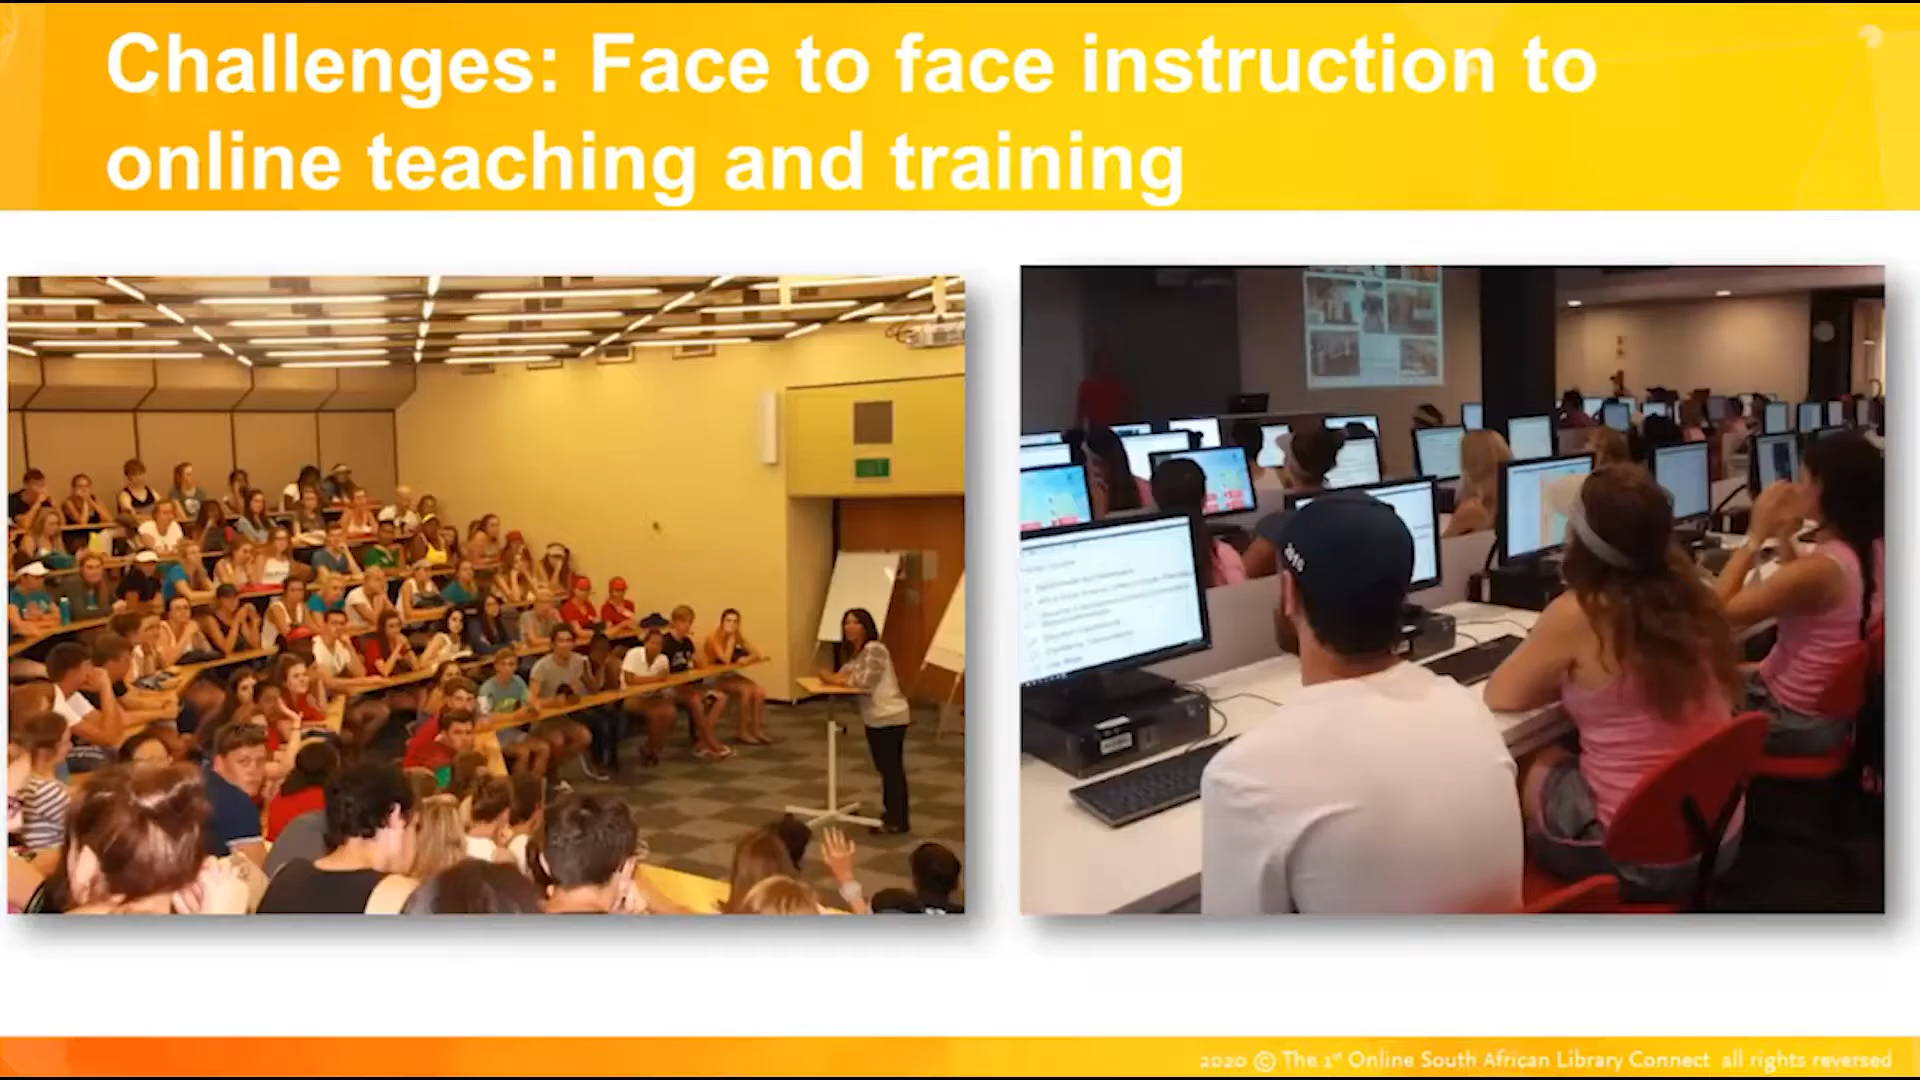 Challenges: Face to face instruction to
online teaching and training
2016
2020 © The 1st Online South African Library Connect all rights reversed